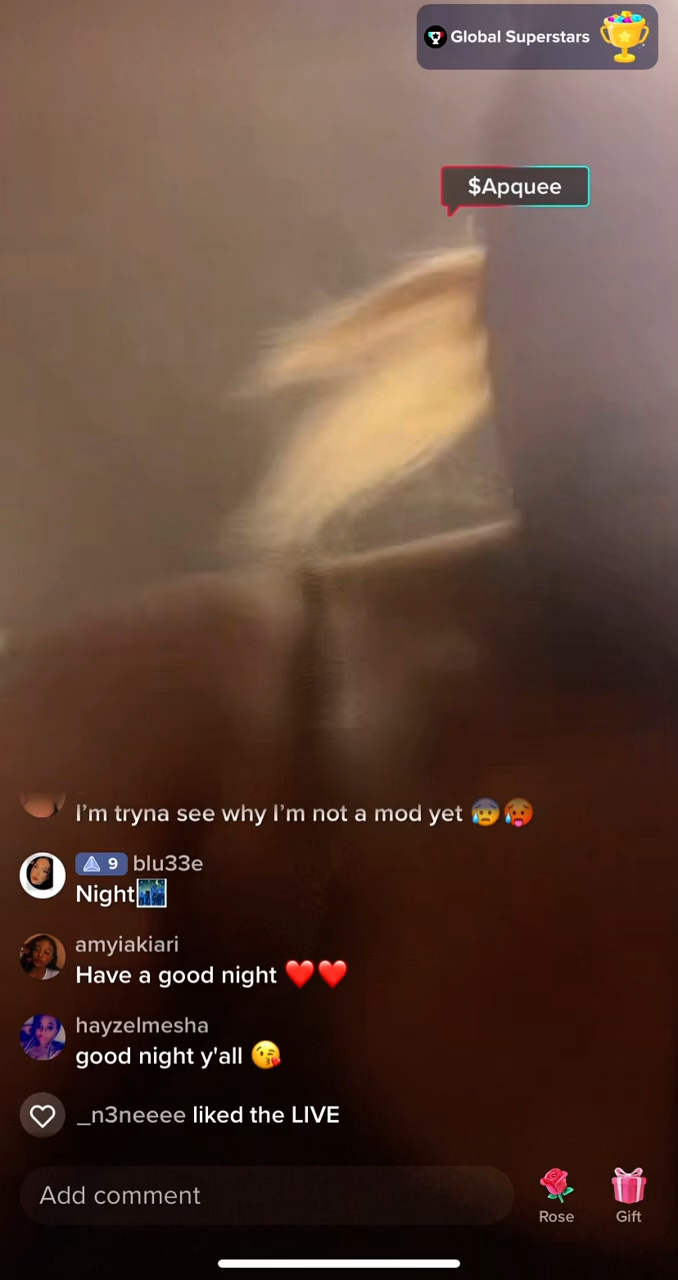 Global Superstars
$Apquee
I’m tryna see why I’m not a mod yet 😰🥵
9 blu33e
Night🌃
amyiakiari
Have a good night ❤️❤️
hayzelmesha
good night y'all 😘
_n3neeee liked the LIVE
Add comment
Rose
Gift